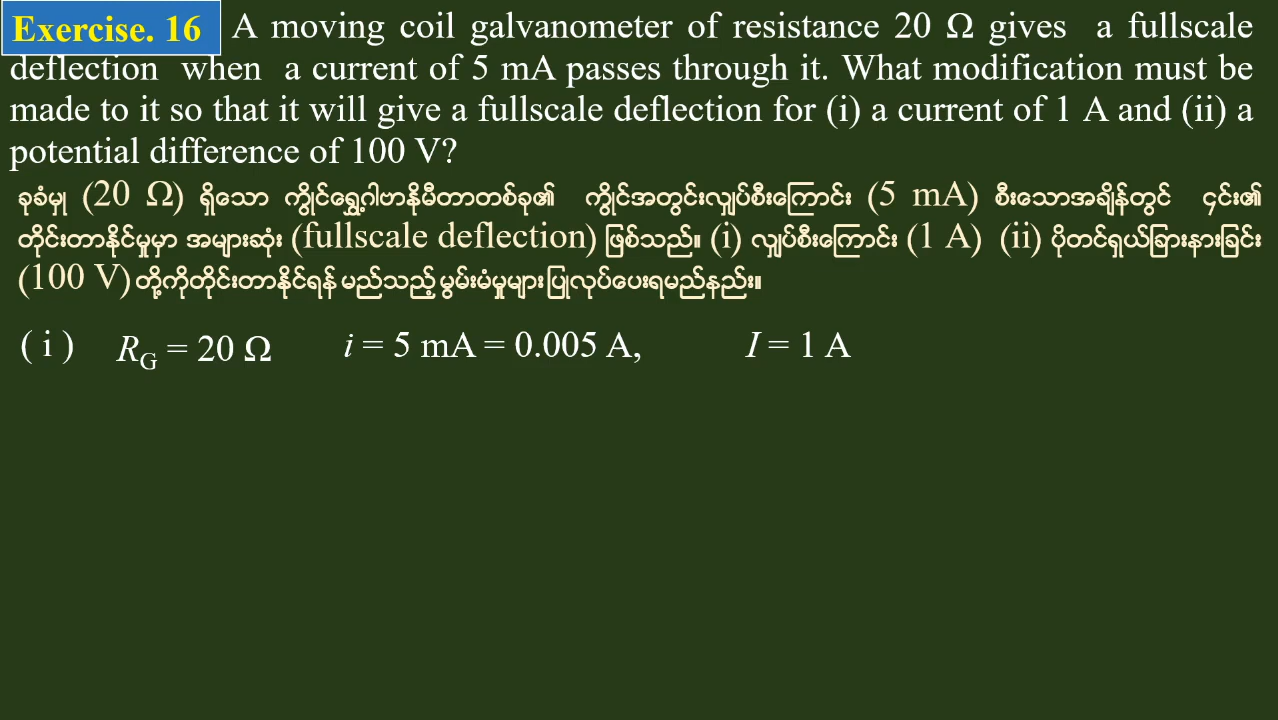 Exercise. 16 A moving coil galvanometer of resistance 20 Ω gives a fullscale
deflection when a current of 5 mA passes through it. What modification must be
made to it so that it will give a fullscale deflection for (i) a current of 1 A and (ii) a
potential difference of 100 V?
ခုခံမှု (20 Ω) ရှိသော ကွိုင်ရွှေ့ဂါဗာနိုမီတာတစ်ခု၏ ကွိုင်အတွင်းလျှပ်စီးကြောင်း (5 mA) စီးသောအချိန်တွင် ၎င်း၏
တိုင်းတာနိုင်မှုမှာ အများဆုံး (fullscale deflection) ဖြစ်သည်။ (i) လျှပ်စီးကြောင်း (1 A) (ii) ပိုတင်ရှယ်ခြားနားခြင်း
(100 V) တို့ကိုတိုင်းတာနိုင်ရန် မည်သည့် မွမ်းမံမှုများ ပြုလုပ်ပေးရမည်နည်း။
( i ) R_G = 20 Ω i = 5 mA = 0.005 A, I = 1 A